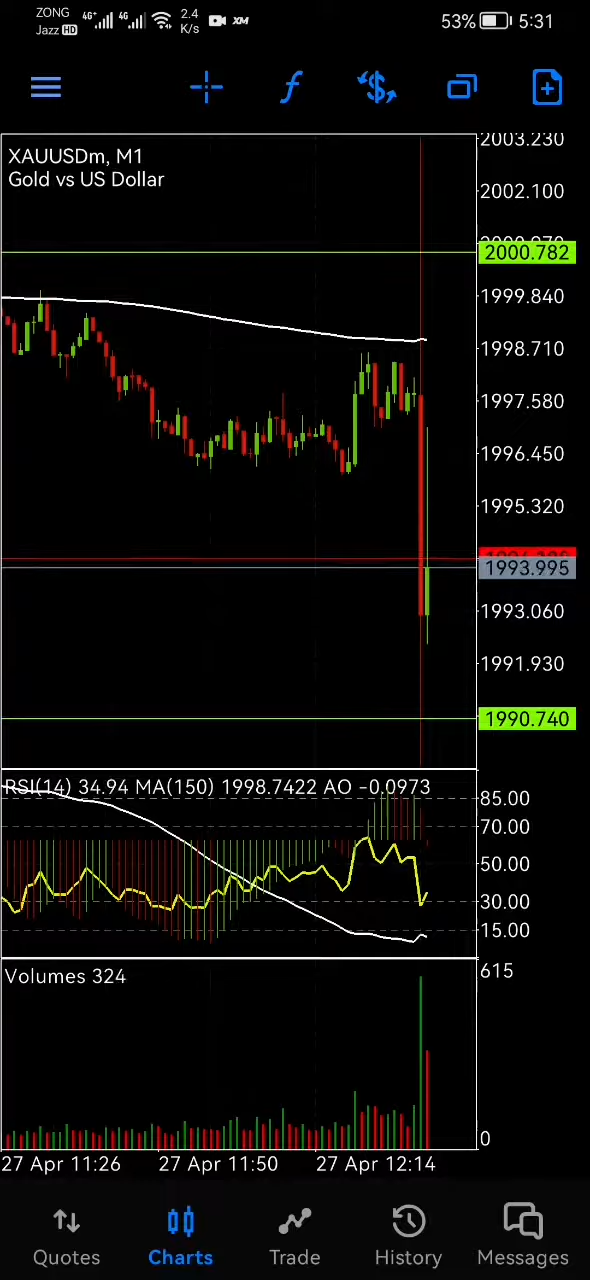 ZONG 4G+ 4G 2.4 XM 53% 5:31
Jazz HD K/s
XAUUSDm, M1
Gold vs US Dollar
2003.230
2002.100
2000.782
1999.840
1998.710
1997.580
1996.450
1995.320
1993.995
1993.060
1991.930
1990.740
RSI(14) 34.94 MA(150) 1998.7422 AO -0.0973
85.00
70.00
50.00
30.00
15.00
Volumes 324
615
0
27 Apr 11:26 27 Apr 11:50 27 Apr 12:14
Quotes Charts Trade History Messages